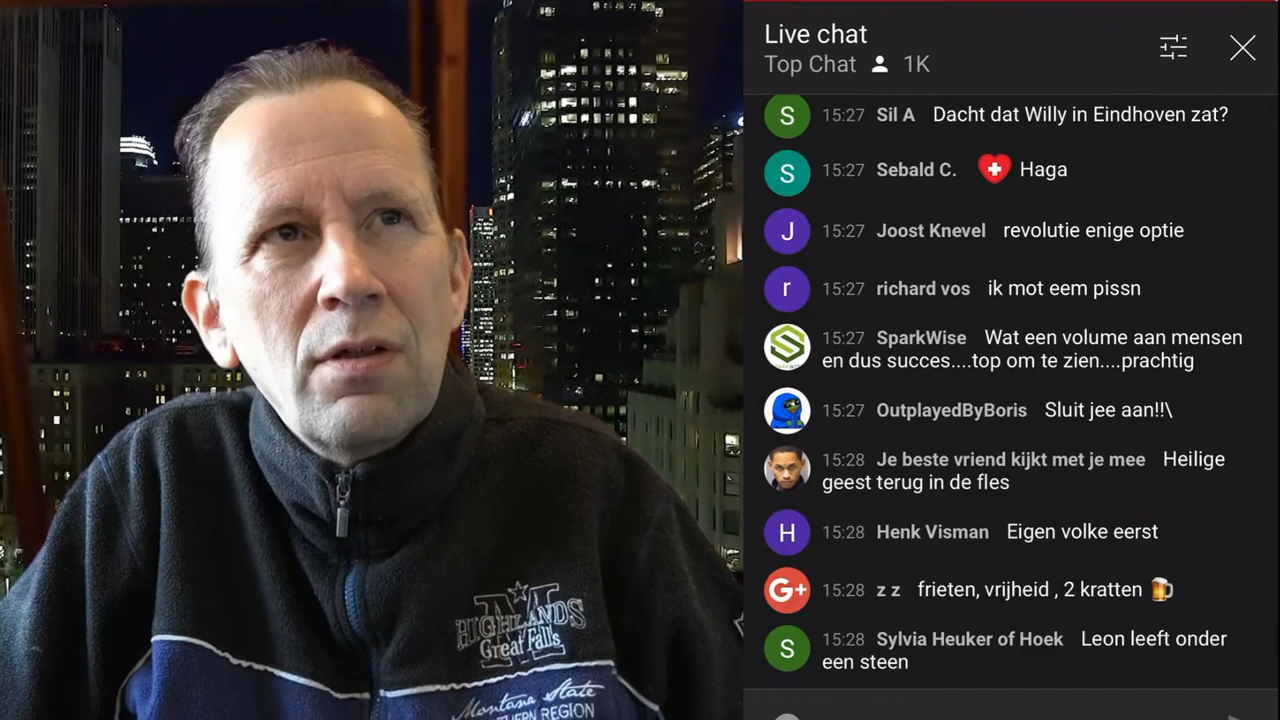 Live chat
Top Chat 1K
S 15:27 Sil A Dacht dat Willy in Eindhoven zat?
S 15:27 Sebald C. Haga
J 15:27 Joost Knevel revolutie enige optie
r 15:27 richard vos ik mot eem pissn
15:27 SparkWise Wat een volume aan mensen
en dus succes....top om te zien....prachtig
15:27 OutplayedByBoris Sluit jee aan!!\
15:28 Je beste vriend kijkt met je mee Heilige
geest terug in de fles
H 15:28 Henk Visman Eigen volke eerst
G+ 15:28 z z frieten, vrijheid , 2 kratten
S 15:28 Sylvia Heuker of Hoek Leon leeft onder
een steen
M
HIGHLANDS
Great Falls
Montana State
REGION